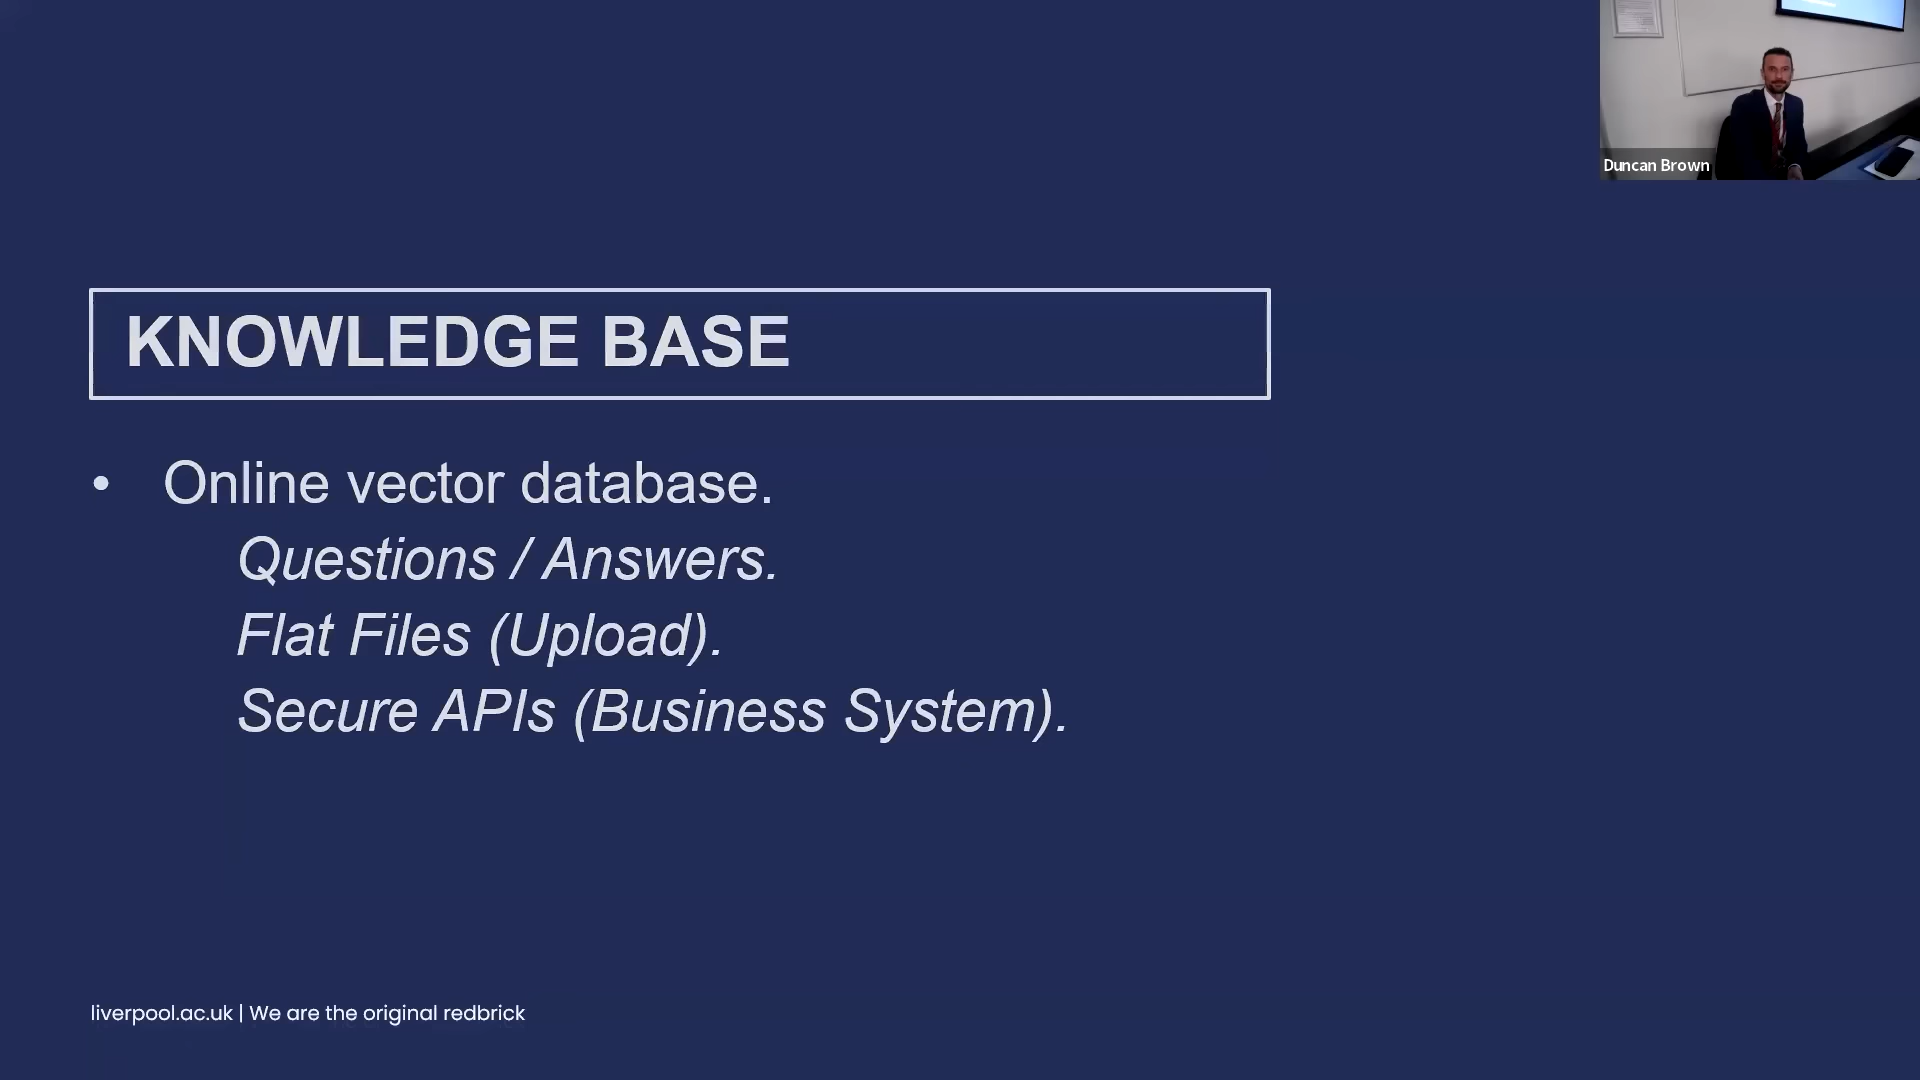 KNOWLEDGE BASE
• Online vector database.
Questions / Answers.
Flat Files (Upload).
Secure APIs (Business System).
liverpool.ac.uk | We are the original redbrick
Duncan Brown